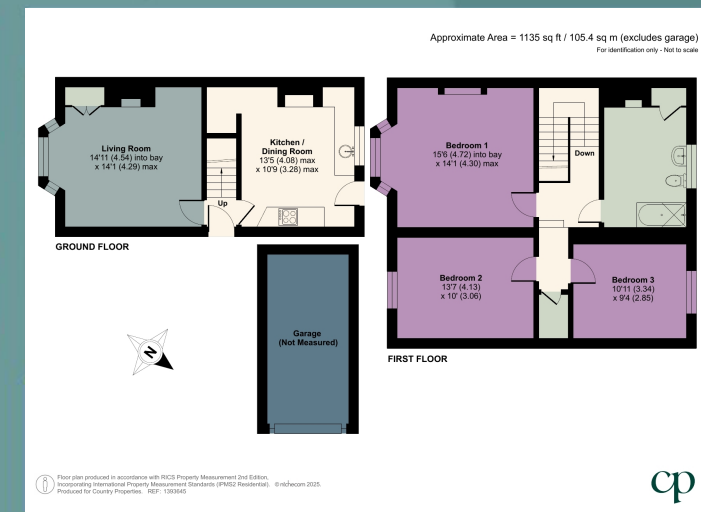 Approximate Area = 1135 sq ft / 105.4 sq m (excludes garage)
For identification only - Not to scale
Living Room
14'11 (4.54) into bay
x 14'1 (4.29) max
Kitchen /
Dining Room
13'5 (4.08) max
x 10'9 (3.28) max
Up
GROUND FLOOR
Bedroom 1
15'6 (4.72) into bay
x 14'1 (4.30) max
Down
Bedroom 2
13'7 (4.13)
x 10' (3.06)
Bedroom 3
10'11 (3.34)
x 9'4 (2.85)
FIRST FLOOR
Garage
(Not Measured)
N
Floor plan produced in accordance with RICS Property Measurement 2nd Edition,
Incorporating International Property Measurement Standards (IPMS2 Residential). © nichecom 2025.
Produced for Country Properties. REF: 1393645
cp